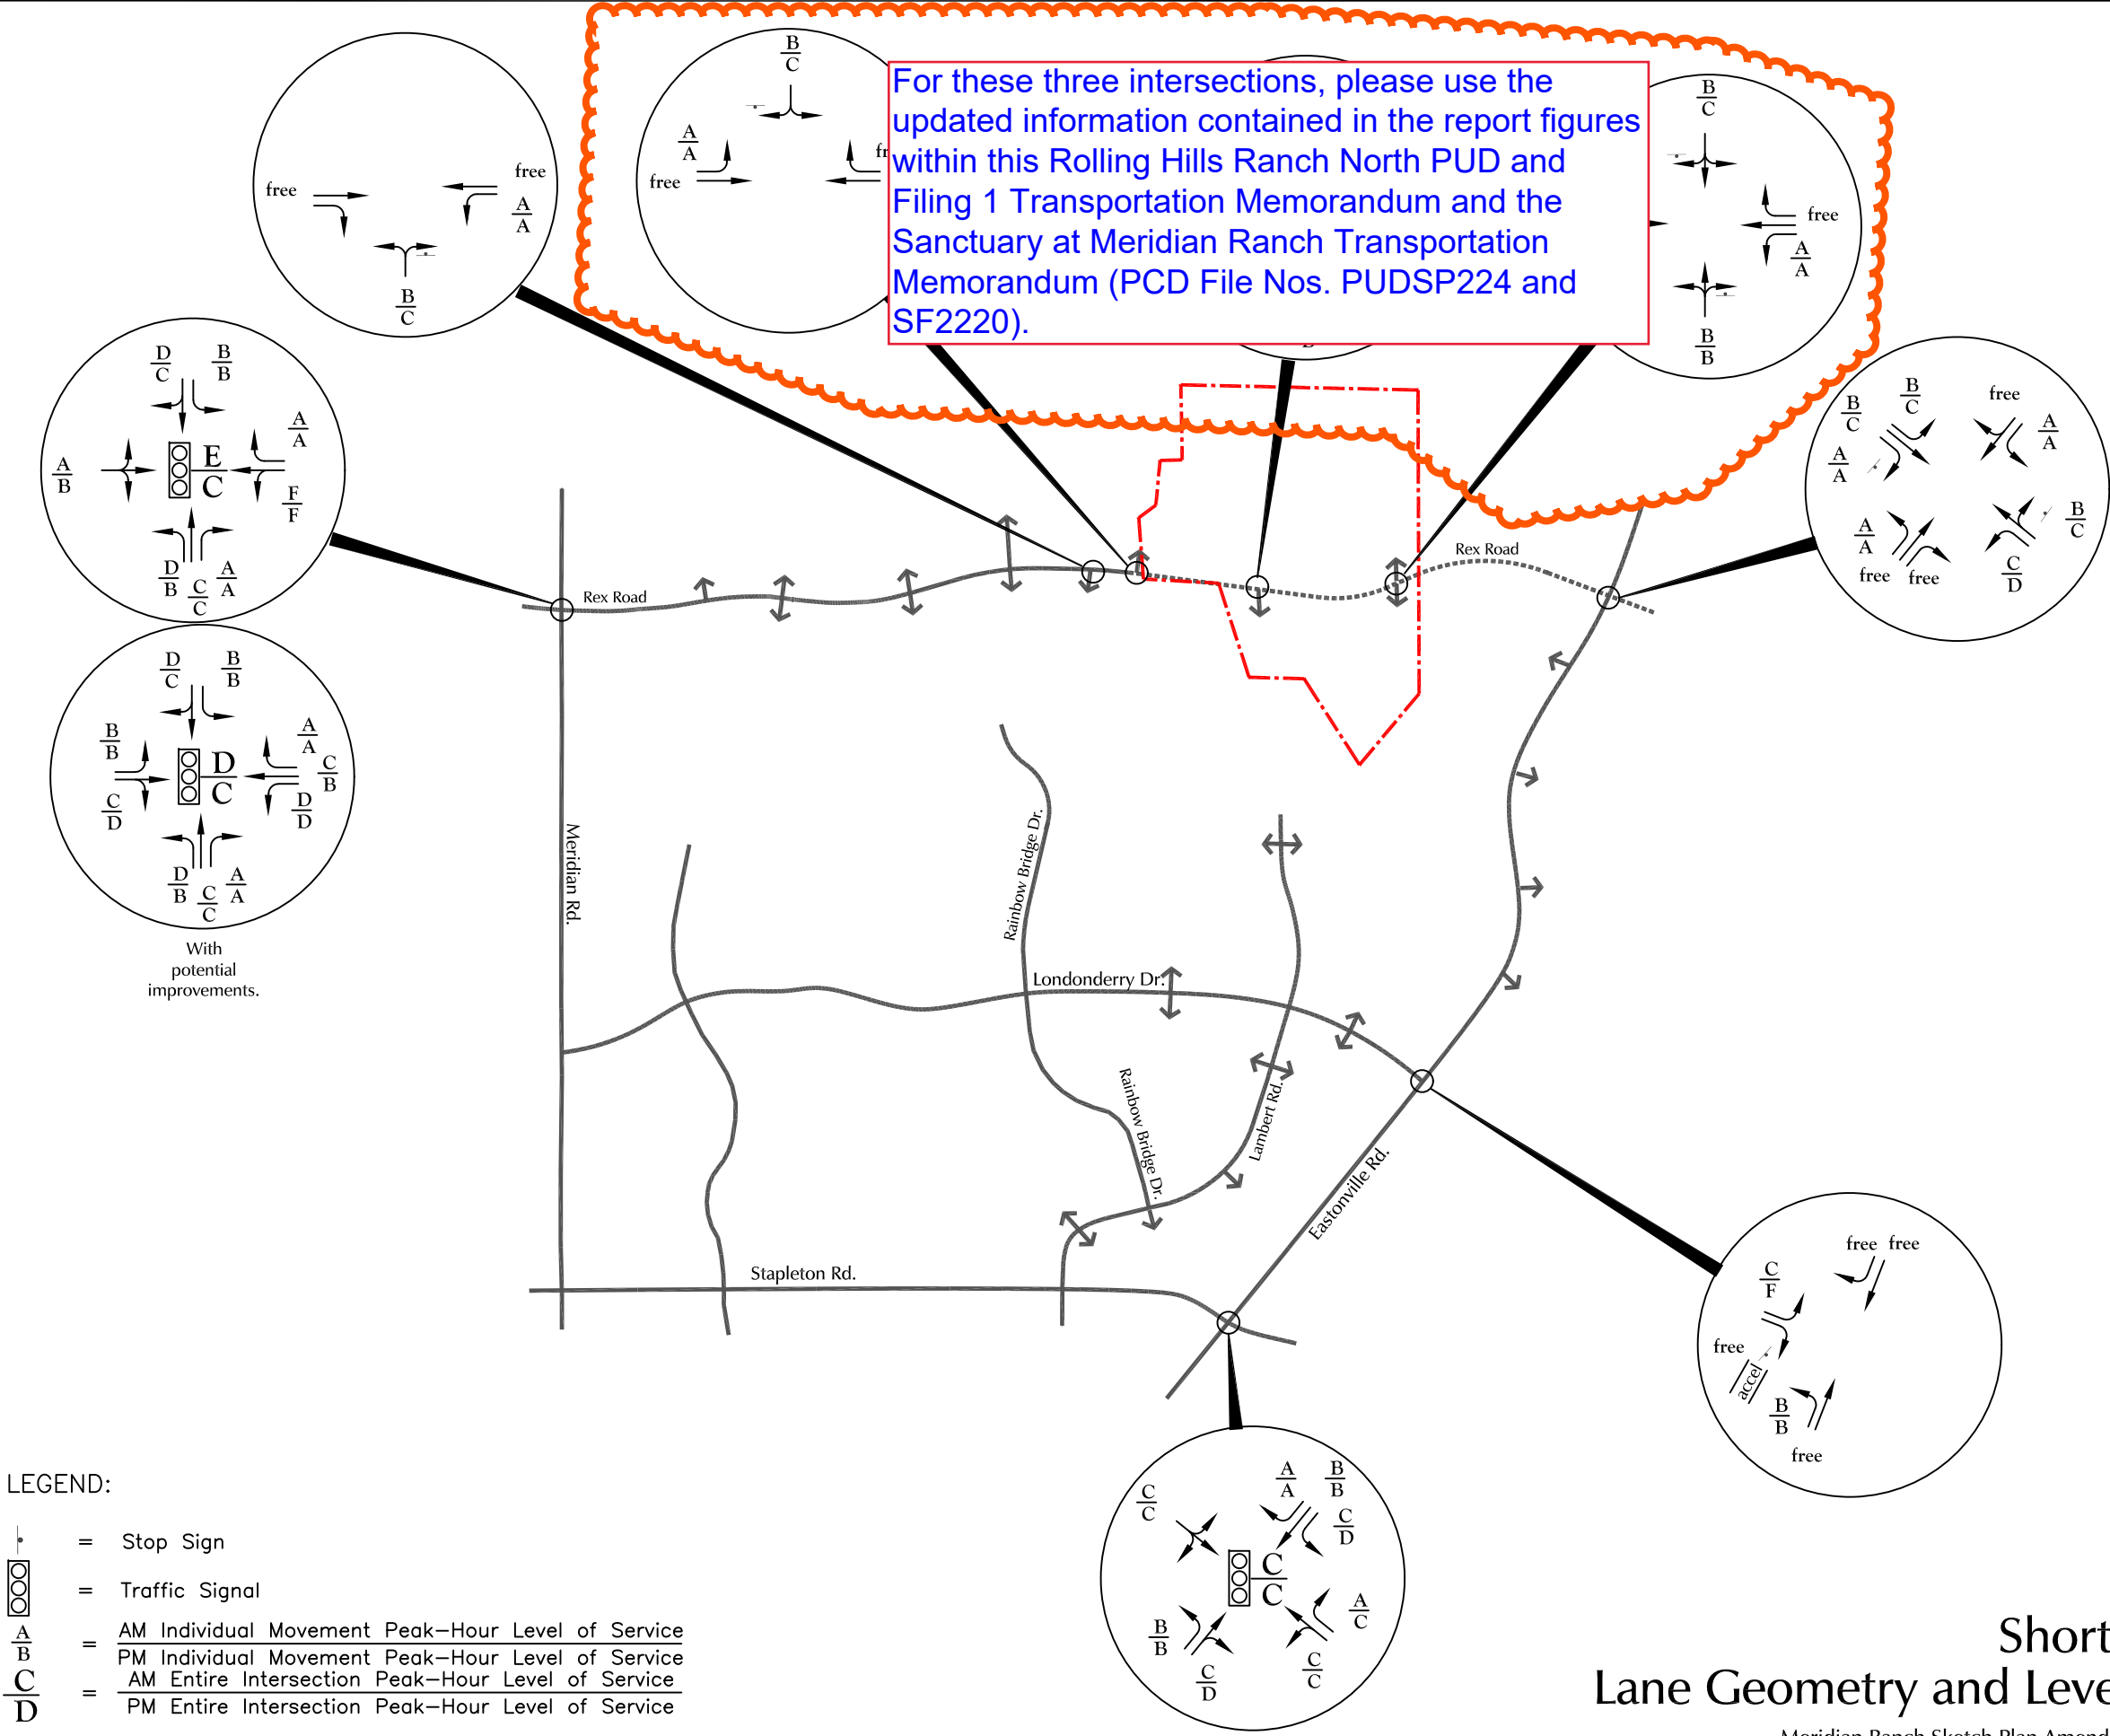 B
C
A
A
free
fr
For these three intersections, please use the
updated information contained in the report figures
within this Rolling Hills Ranch North PUD and
Filing 1 Transportation Memorandum and the
Sanctuary at Meridian Ranch Transportation
Memorandum (PCD File Nos. PUDSP224 and
SF2220).
B
C
free
A
A
B
B
free
free
A
A
B
C
D
C
B
B
A
A
A
B
E
C
F
F
D
B
C
C
A
A
D
C
B
B
B
B
A
A
C
B
D
C
C
D
D
D
D
B
C
C
A
A
With
potential
improvements.
B
C
B
C
A
A
free
A
A
A
A
free
free
B
C
C
D
Rex Road
Rex Road
Meridian Rd.
Rainbow Bridge Dr.
Londonderry Dr.
Rainbow Bridge Dr.
Lambert Rd.
Eastonville Rd.
Stapleton Rd.
free free
C
F
free
accel
B
B
free
C
C
A
A
B
B
C
D
C
C
B
B
C
D
A
C
C
C
LEGEND:
= Stop Sign
= Traffic Signal
A
B
= AM Individual Movement Peak-Hour Level of Service
PM Individual Movement Peak-Hour Level of Service
C
D
= AM Entire Intersection Peak-Hour Level of Service
PM Entire Intersection Peak-Hour Level of Service
Short
Lane Geometry and Leve
Meridian Ranch Sketch Plan Amend